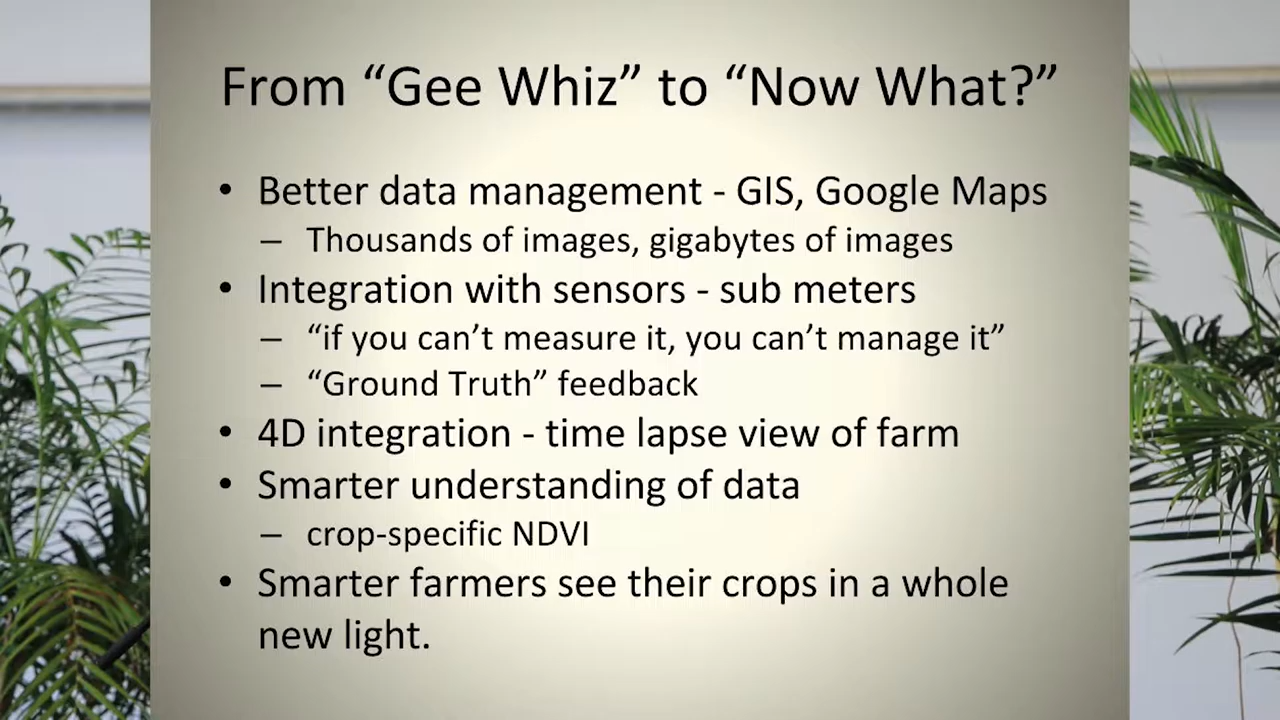 From “Gee Whiz” to “Now What?”
• Better data management - GIS, Google Maps
– Thousands of images, gigabytes of images
• Integration with sensors - sub meters
– “if you can’t measure it, you can’t manage it”
– “Ground Truth” feedback
• 4D integration - time lapse view of farm
• Smarter understanding of data
– crop-specific NDVI
• Smarter farmers see their crops in a whole
new light.